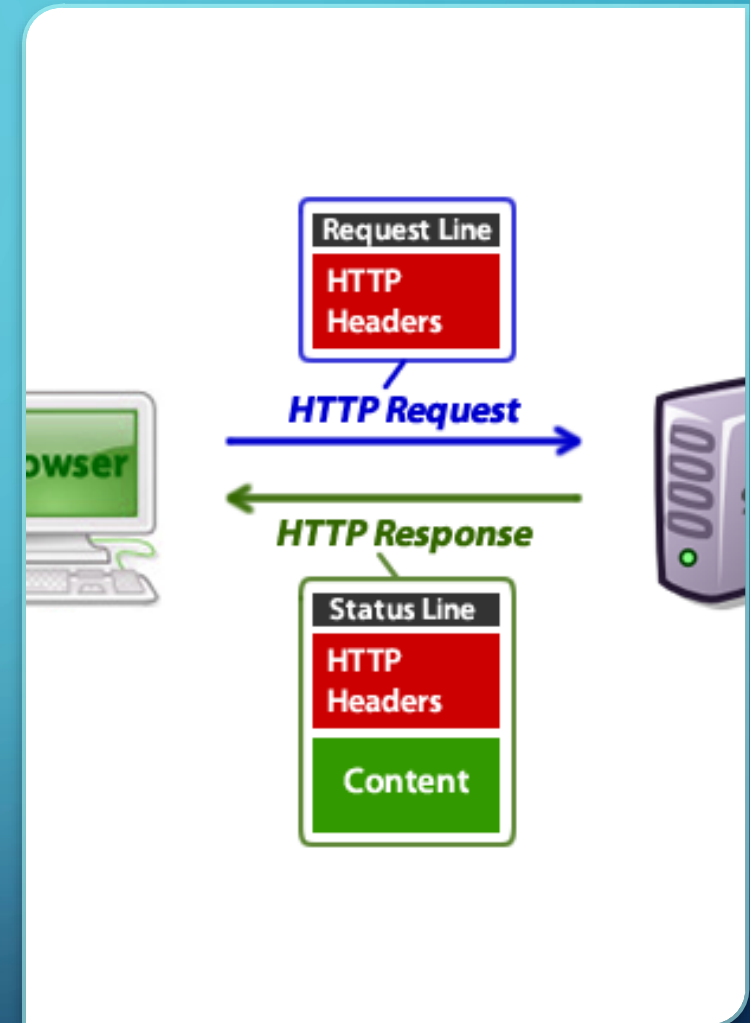 Request Line
HTTP
Headers
HTTP Request
owser
HTTP Response
Status Line
HTTP
Headers
Content